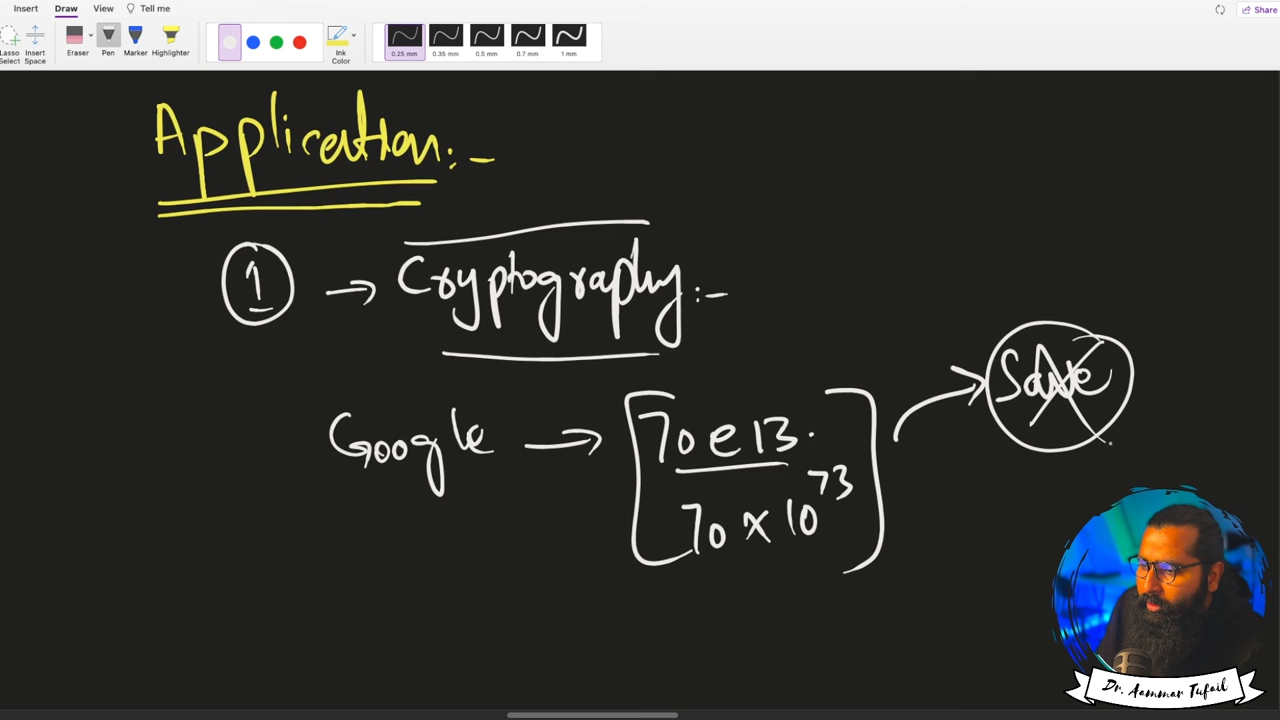 Insert Draw View Tell me
Share
Lasso Select
Insert Space
Eraser
Pen
Marker
Highlighter
Ink Color
0.25 mm
0.35 mm
0.5 mm
0.7 mm
1 mm
Application:-
1 → Cryptography:-
Google → [70e13.
70 x 10^73]
Save
Dr. Aammar Tufail